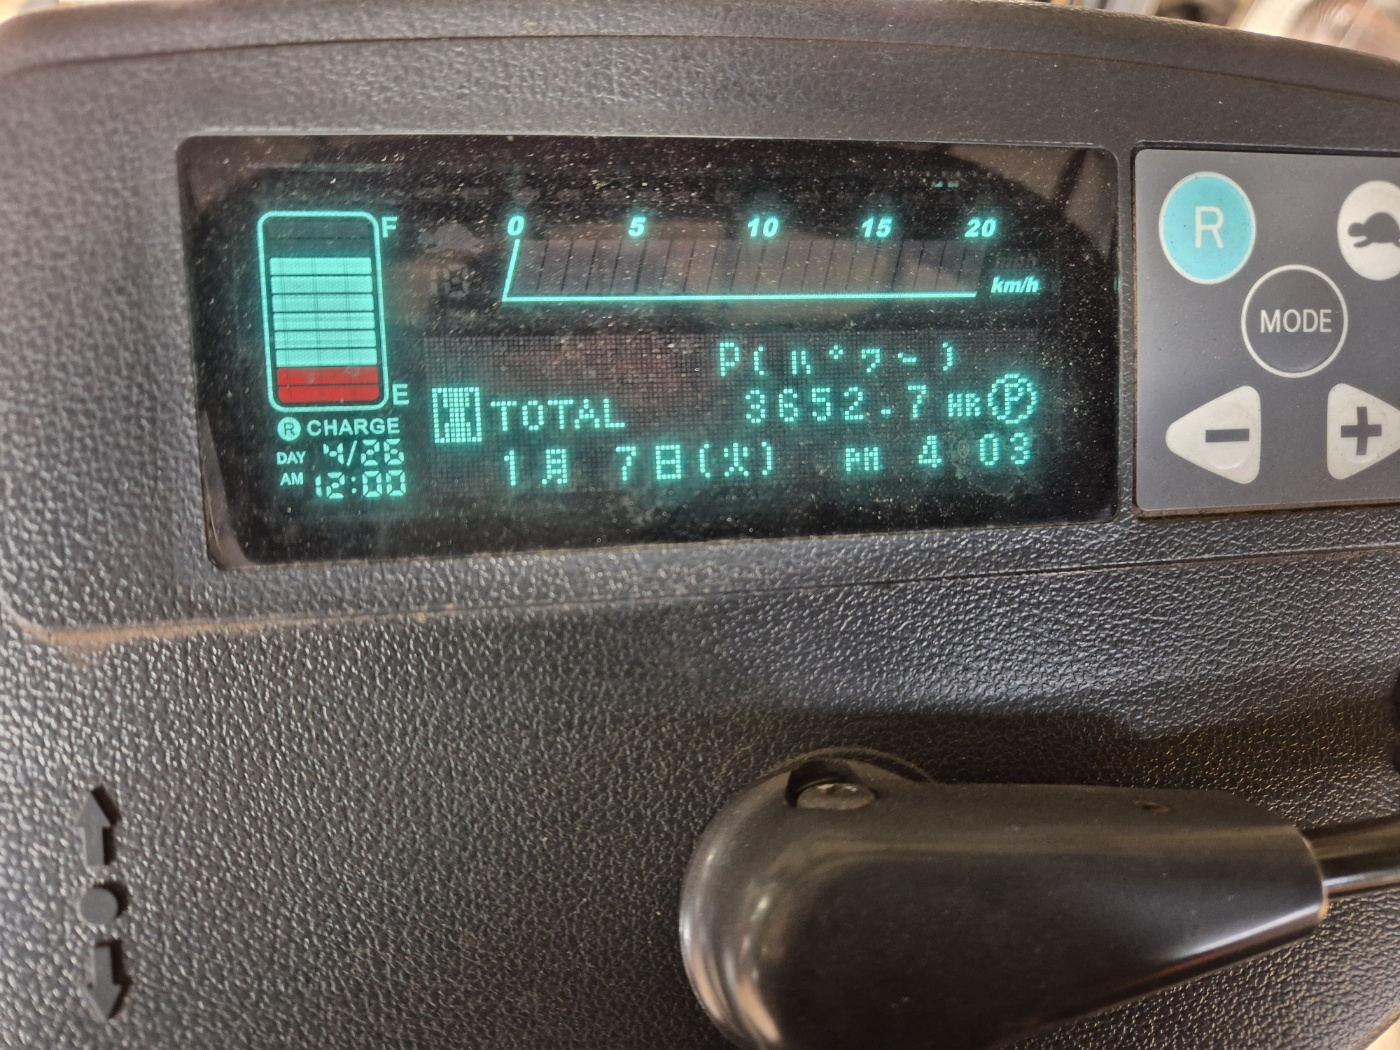 F
0 5 10 15 20
km/h
P(パワー)
E
TOTAL 3652.7 HR P
R CHARGE
DAY 4/26
1月 7日(火) PM 4 03
AM 12:00
R
MODE
-
+